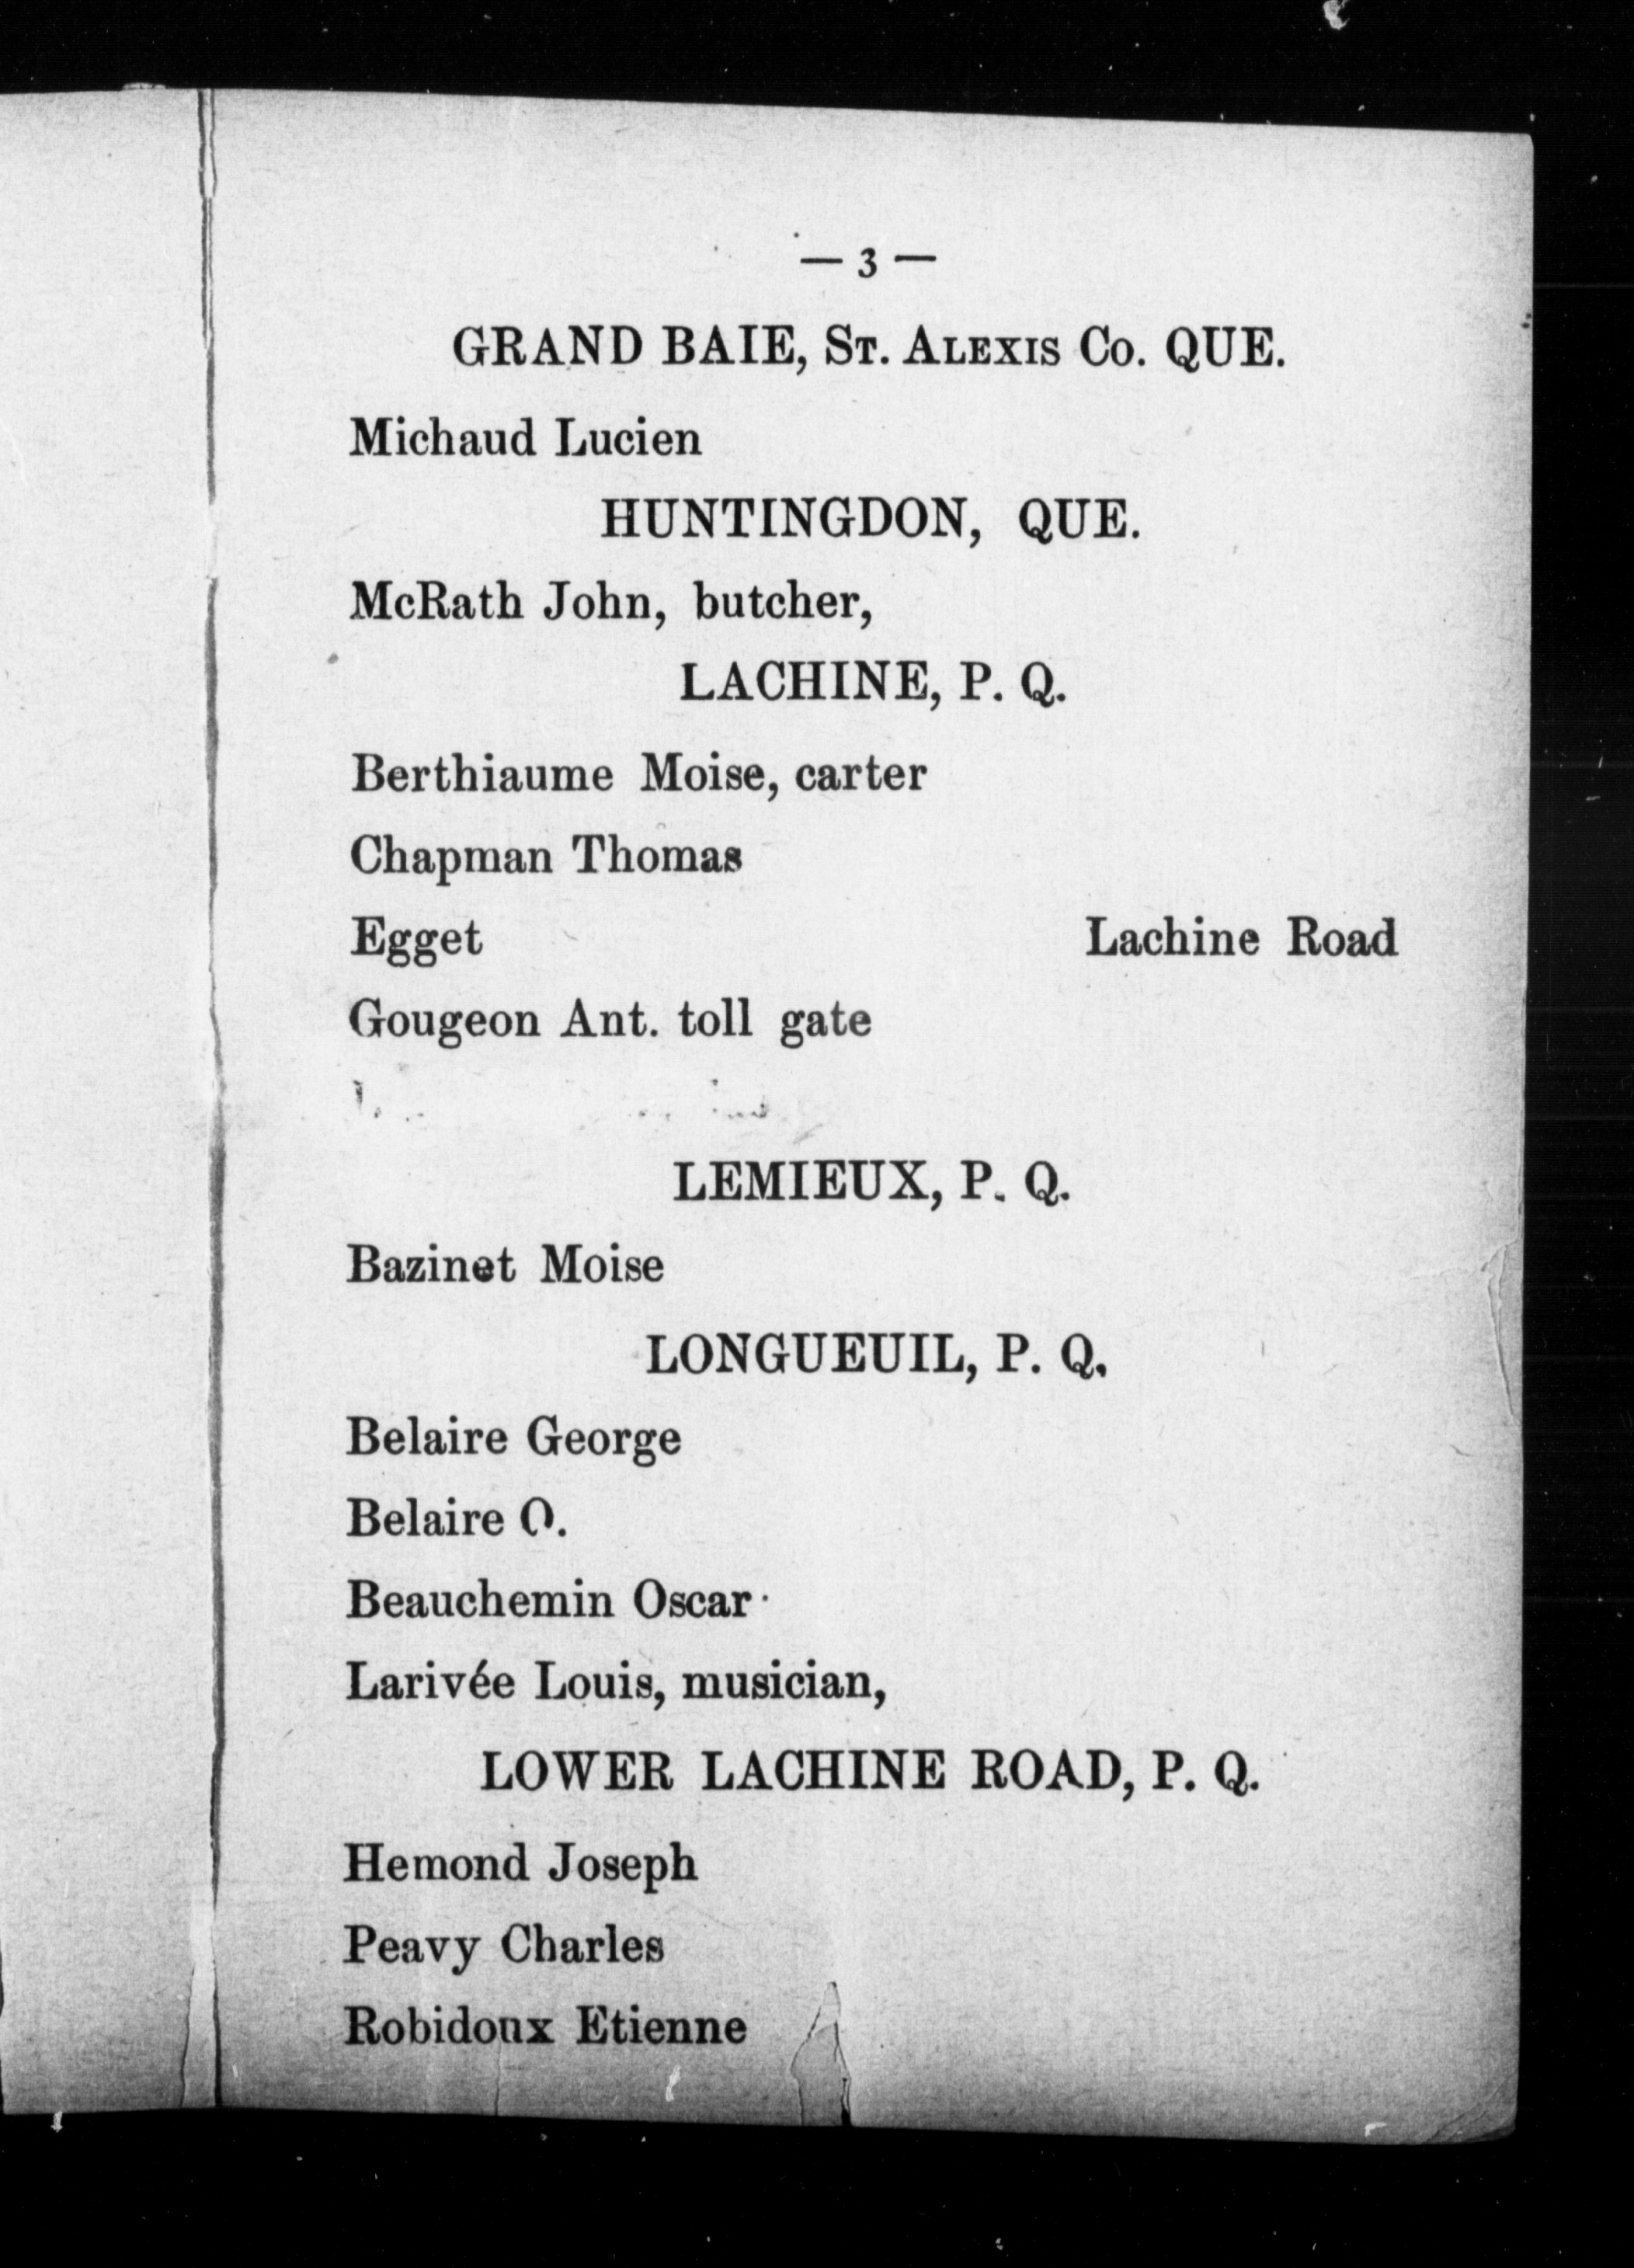 — 3 —
GRAND BAIE, ST. ALEXIS CO. QUE.
Michaud Lucien
HUNTINGDON, QUE.
McRath John, butcher,
LACHINE, P. Q.
Berthiaume Moise, carter
Chapman Thomas
Egget Lachine Road
Gougeon Ant. toll gate
LEMIEUX, P. Q.
Bazinet Moise
LONGUEUIL, P. Q.
Belaire George
Belaire O.
Beauchemin Oscar
Larivée Louis, musician,
LOWER LACHINE ROAD, P. Q.
Hemond Joseph
Peavy Charles
Robidoux Etienne